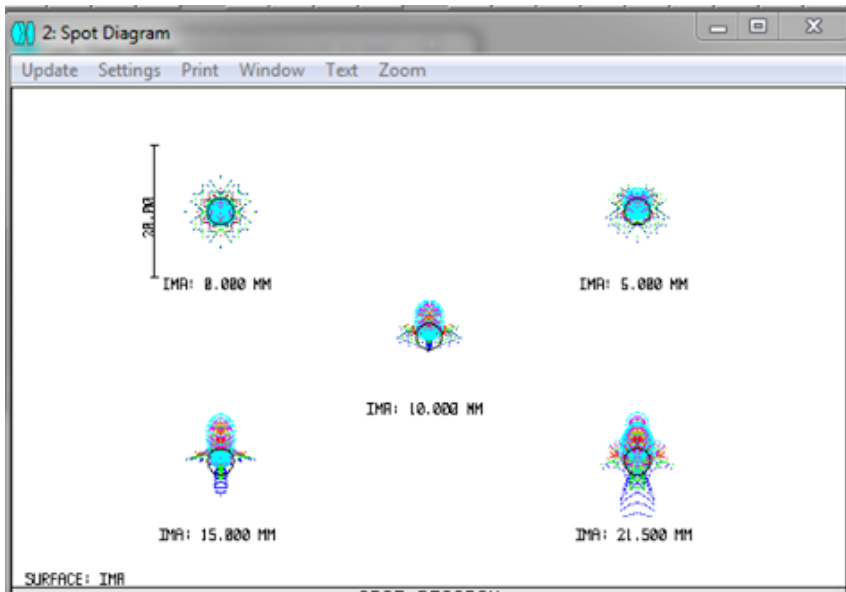 2: Spot Diagram
Update Settings Print Window Text Zoom
20.00
IMA: 0.000 MM
IMA: 5.000 MM
IMA: 10.000 MM
IMA: 15.000 MM
IMA: 21.500 MM
SURFACE: IMA